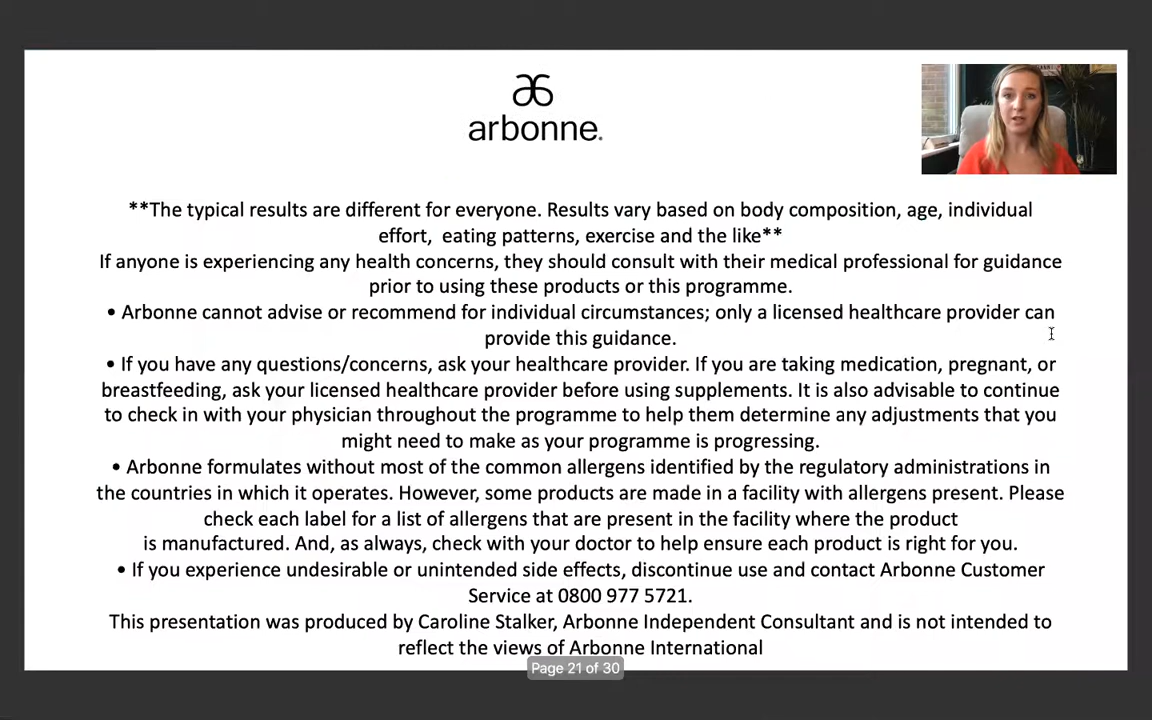 arbonne.
**The typical results are different for everyone. Results vary based on body composition, age, individual
effort, eating patterns, exercise and the like**
If anyone is experiencing any health concerns, they should consult with their medical professional for guidance
prior to using these products or this programme.
• Arbonne cannot advise or recommend for individual circumstances; only a licensed healthcare provider can
provide this guidance.
• If you have any questions/concerns, ask your healthcare provider. If you are taking medication, pregnant, or
breastfeeding, ask your licensed healthcare provider before using supplements. It is also advisable to continue
to check in with your physician throughout the programme to help them determine any adjustments that you
might need to make as your programme is progressing.
• Arbonne formulates without most of the common allergens identified by the regulatory administrations in
the countries in which it operates. However, some products are made in a facility with allergens present. Please
check each label for a list of allergens that are present in the facility where the product
is manufactured. And, as always, check with your doctor to help ensure each product is right for you.
• If you experience undesirable or unintended side effects, discontinue use and contact Arbonne Customer
Service at 0800 977 5721.
This presentation was produced by Caroline Stalker, Arbonne Independent Consultant and is not intended to
reflect the views of Arbonne International
Page 21 of 30